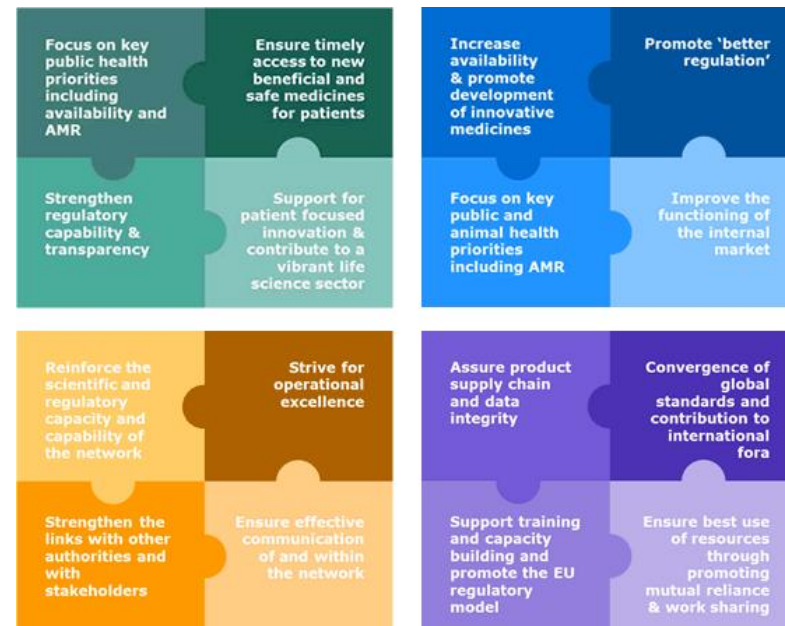 Focus on key
public health
priorities
including
availability and
AMR
Ensure timely
access to new
beneficial and
safe medicines
for patients
Strengthen
regulatory
capability &
transparency
Support for
patient focused
innovation &
contribute to a
vibrant life
science sector
Increase
availability
& promote
development
of innovative
medicines
Promote ‘better
regulation’
Focus on key
public and
animal health
priorities
including AMR
Improve the
functioning of
the internal
market
Reinforce the
scientific and
regulatory
capacity and
capability of
the network
Strive for
operational
excellence
Strengthen the
links with other
authorities and
with
stakeholders
Ensure effective
communication
of and within
the network
Assure product
supply chain
and data
integrity
Convergence of
global
standards and
contribution to
international
fora
Support training
and capacity
building and
promote the EU
regulatory
model
Ensure best use
of resources
through
promoting
mutual reliance
& work sharing